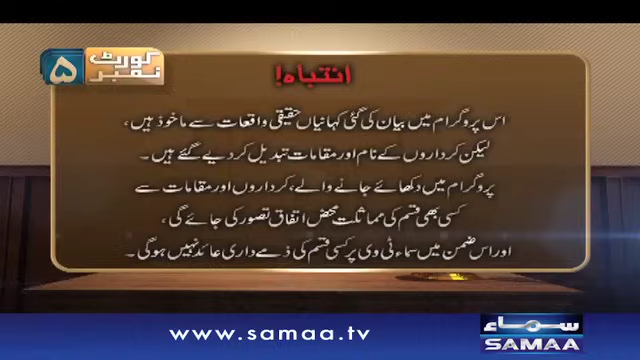 کورٹ
نمبر
۵
انتباہ!
اس پروگرام میں بیان کی گئی کہانیاں حقیقی واقعات سے ماخوذ ہیں،
لیکن کرداروں کے نام اور مقامات تبدیل کر دیے گئے ہیں۔
پروگرام میں دکھائے جانے والے، کرداروں اور مقامات سے
کسی بھی قسم کی مماثلت محض اتفاق تصور کی جائے گی،
اور اس ضمن میں سماء ٹی وی پر کسی قسم کی ذمے داری عائد نہیں ہوگی۔
www.samaa.tv
سماء
SAMAA